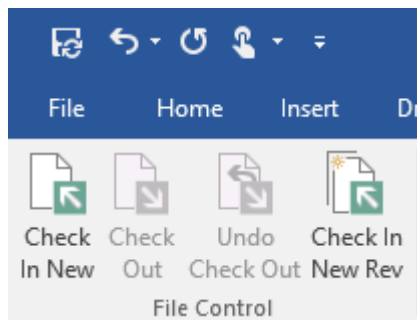 File Home Insert D
Check Check Undo Check In
In New Out Check Out New Rev
File Control